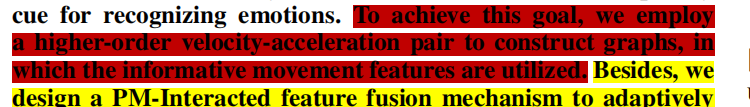 cue for recognizing emotions. To achieve this goal, we employ
a higher-order velocity-acceleration pair to construct graphs, in
which the informative movement features are utilized. Besides, we
design a PM-Interacted feature fusion mechanism to adaptively